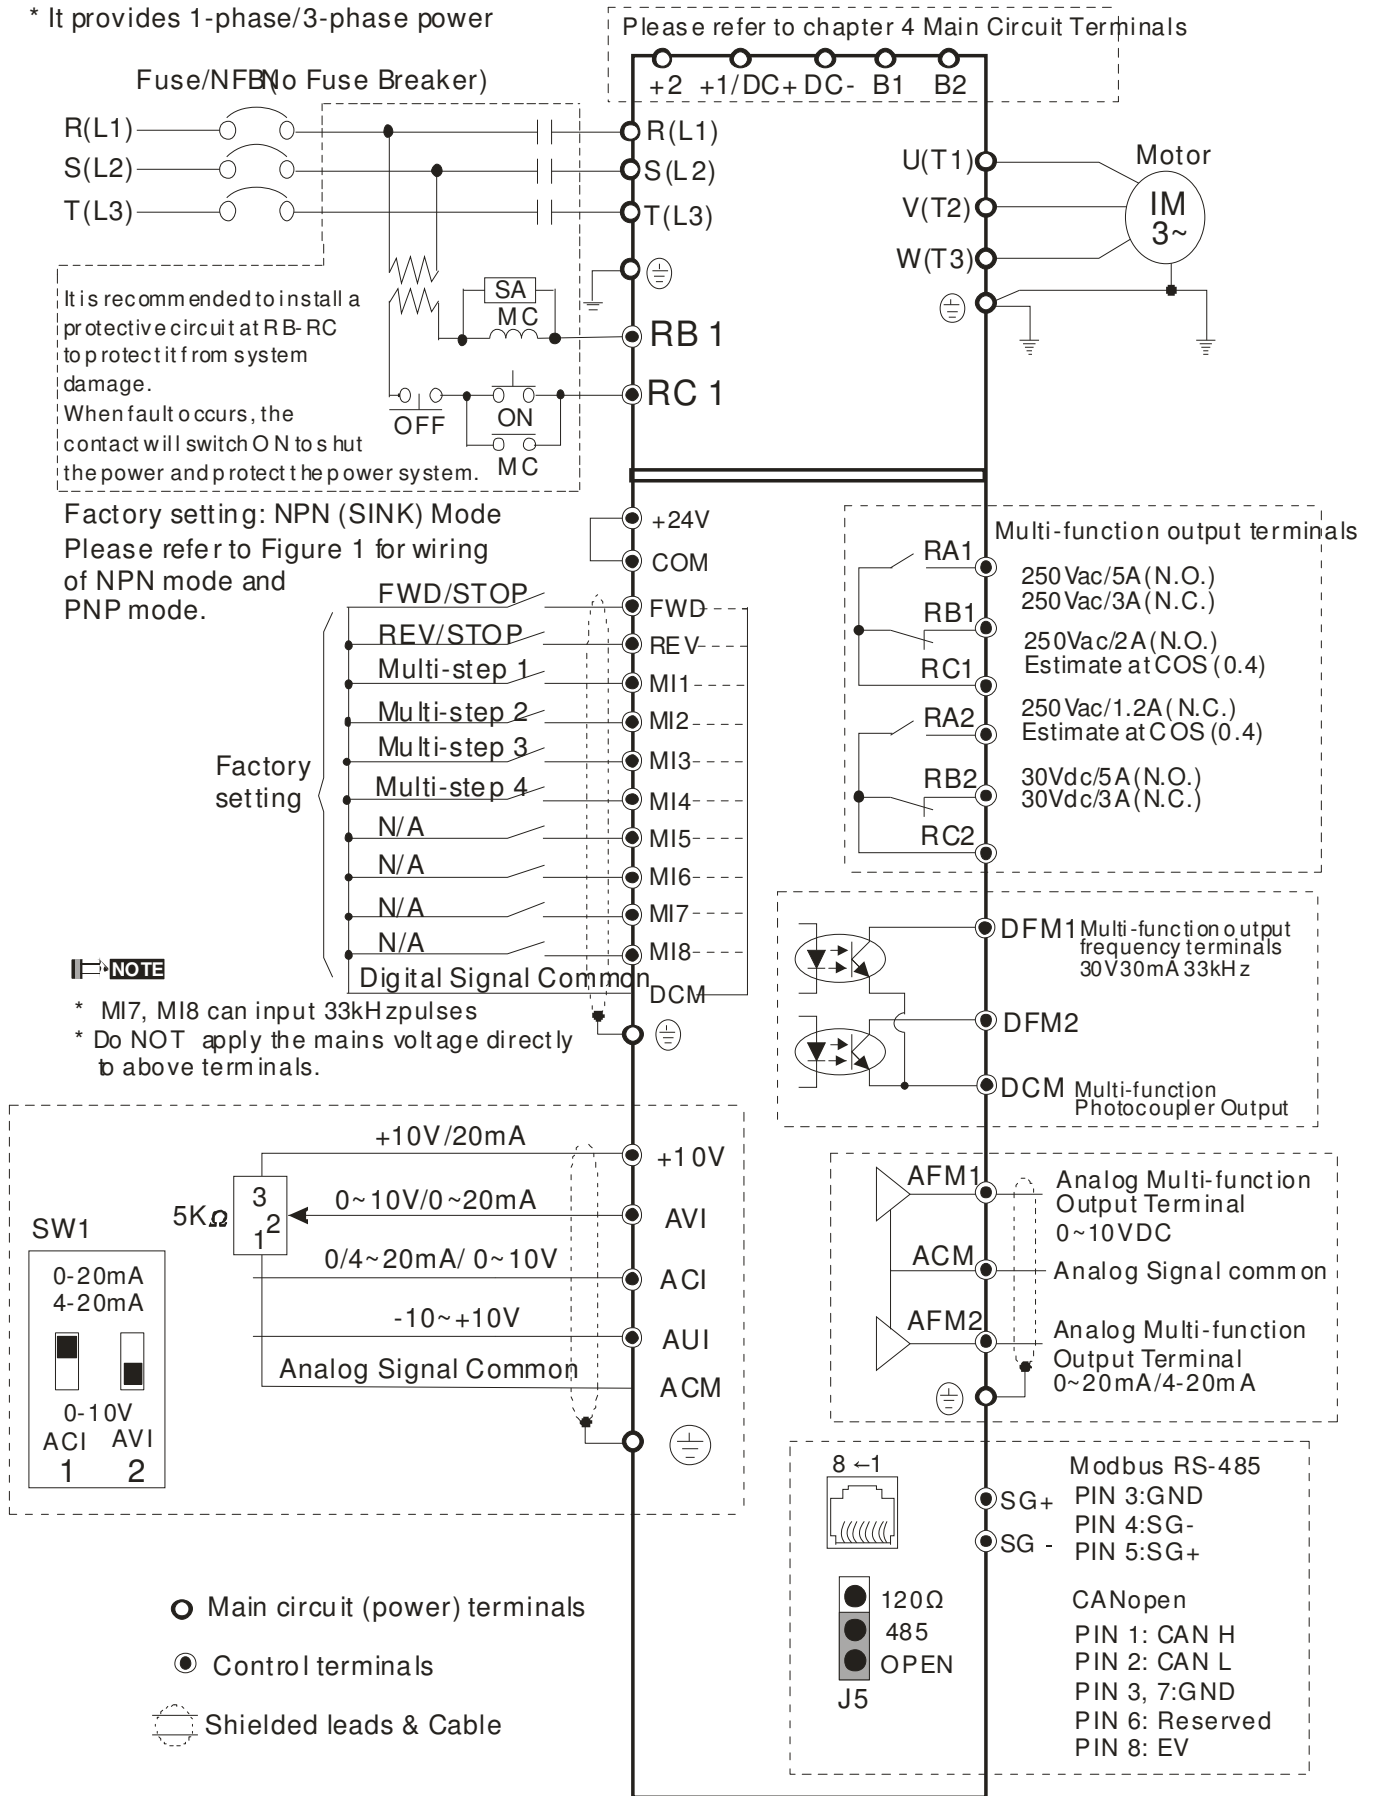 * It provides 1-phase/3-phase power
Please refer to chapter 4 Main Circuit Terminals
+2 +1/DC+ DC- B1 B2
Fuse/NFB(No Fuse Breaker)
R(L1)
S(L2)
T(L3)
R(L1)
S(L2)
T(L3)
U(T1)
V(T2)
W(T3)
Motor
IM
3~
SA
MC
RB1
RC1
OFF
ON
MC
It is recommended to install a
protective circuit at RB-RC
to protect it from system
damage.
When fault occurs, the
contact will switch ON to shut
the power and protect the power system.
Factory setting: NPN (SINK) Mode
Please refer to Figure 1 for wiring
of NPN mode and
PNP mode.
+24V
COM
FWD/STOP FWD
REV/STOP REV
Multi-step 1 MI1
Multi-step 2 MI2
Multi-step 3 MI3
Multi-step 4 MI4
N/A MI5
N/A MI6
N/A MI7
N/A MI8
Factory
setting
Digital Signal Common DCM
NOTE
* MI7, MI8 can input 33kHz pulses
* Do NOT apply the mains voltage directly
to above terminals.
Multi-function output terminals
RA1
RB1
RC1
RA2
RB2
RC2
250Vac/5A(N.O.)
250Vac/3A(N.C.)
250Vac/2A(N.O.)
Estimate at COS (0.4)
250Vac/1.2A(N.C.)
Estimate at COS (0.4)
30Vdc/5A(N.O.)
30Vdc/3A(N.C.)
DFM1 Multi-function output
frequency terminals
30V30mA 33kHz
DFM2
DCM Multi-function
Photocoupler Output
+10V/20mA +10V
5KΩ
3
2
1
0~10V/0~20mA AVI
0/4~20mA/ 0~10V ACI
-10~+10V AUI
Analog Signal Common ACM
SW1
0-20mA
4-20mA
0-10V
ACI AVI
1 2
AFM1 Analog Multi-function
Output Terminal
0~10VDC
ACM Analog Signal common
AFM2 Analog Multi-function
Output Terminal
0~20mA/4-20mA
8←1
SG+
SG -
Modbus RS-485
PIN 3:GND
PIN 4:SG-
PIN 5:SG+
120Ω
485
OPEN
J5
CANopen
PIN 1: CAN H
PIN 2: CAN L
PIN 3, 7:GND
PIN 6: Reserved
PIN 8: EV
Main circuit (power) terminals
Control terminals
Shielded leads & Cable